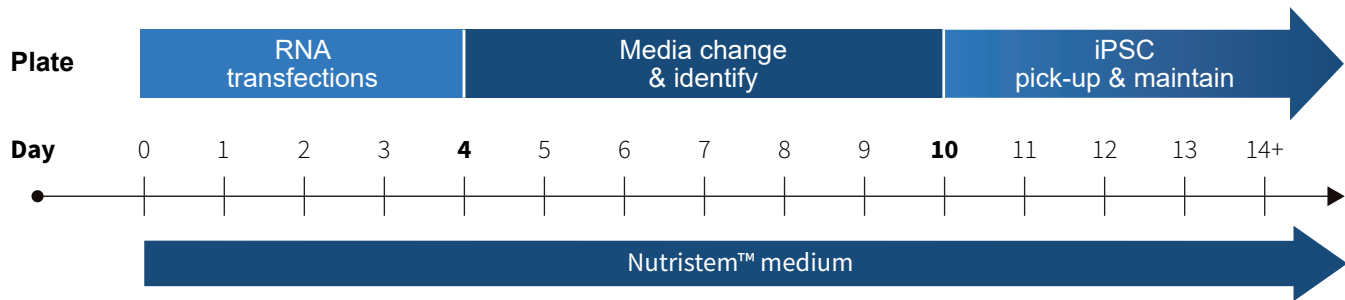 Plate
RNA
transfections
Media change
& identify
iPSC
pick-up & maintain
Day 0 1 2 3 4 5 6 7 8 9 10 11 12 13 14+
Nutristem™ medium